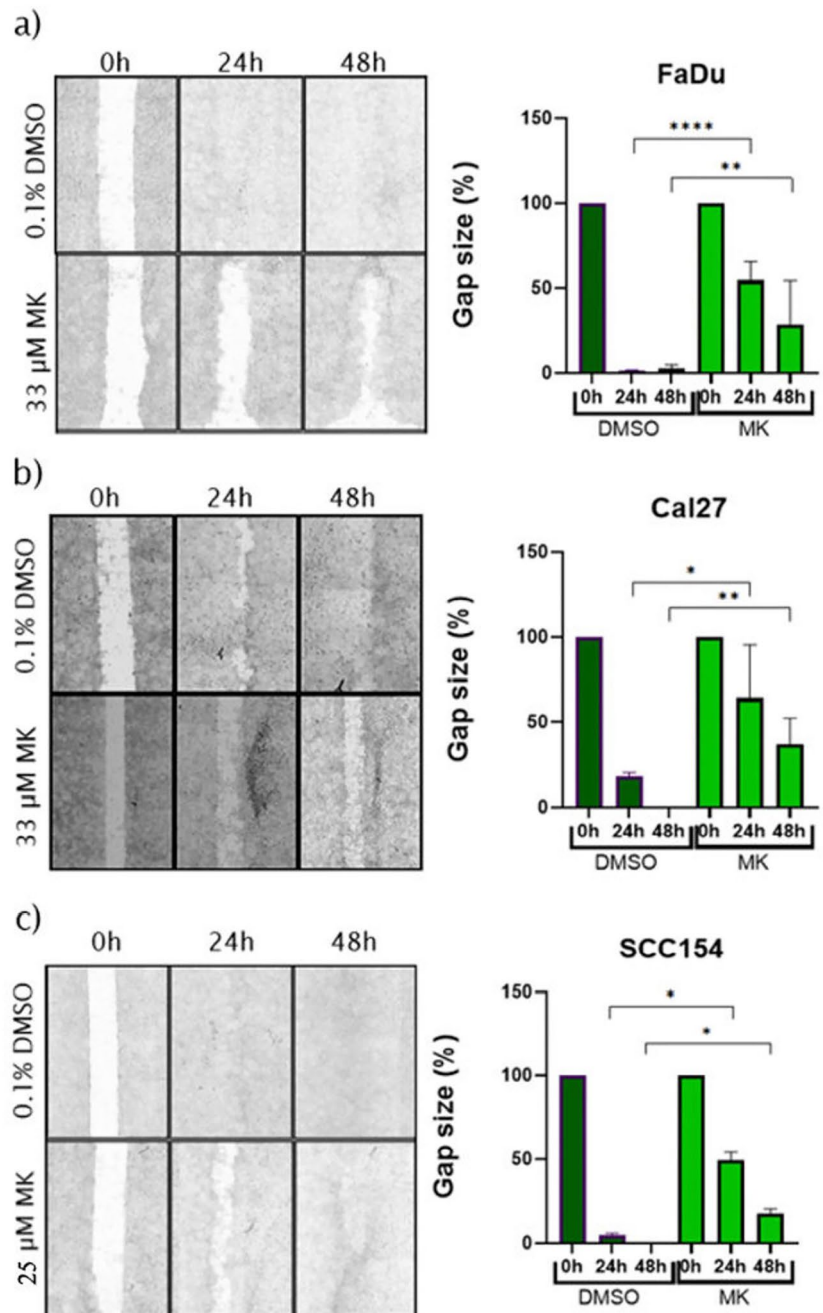 a)
0h 24h 48h
0.1% DMSO
33 µM MK
FaDu
Gap size (%)
150
100
50
0
****
**
0h 24h 48h 0h 24h 48h
DMSO MK
b)
0h 24h 48h
0.1% DMSO
33 µM MK
Cal27
Gap size (%)
150
100
50
0
*
**
0h 24h 48h 0h 24h 48h
DMSO MK
c)
0h 24h 48h
0.1% DMSO
25 µM MK
SCC154
Gap size (%)
150
100
50
0
*
*
0h 24h 48h 0h 24h 48h
DMSO MK